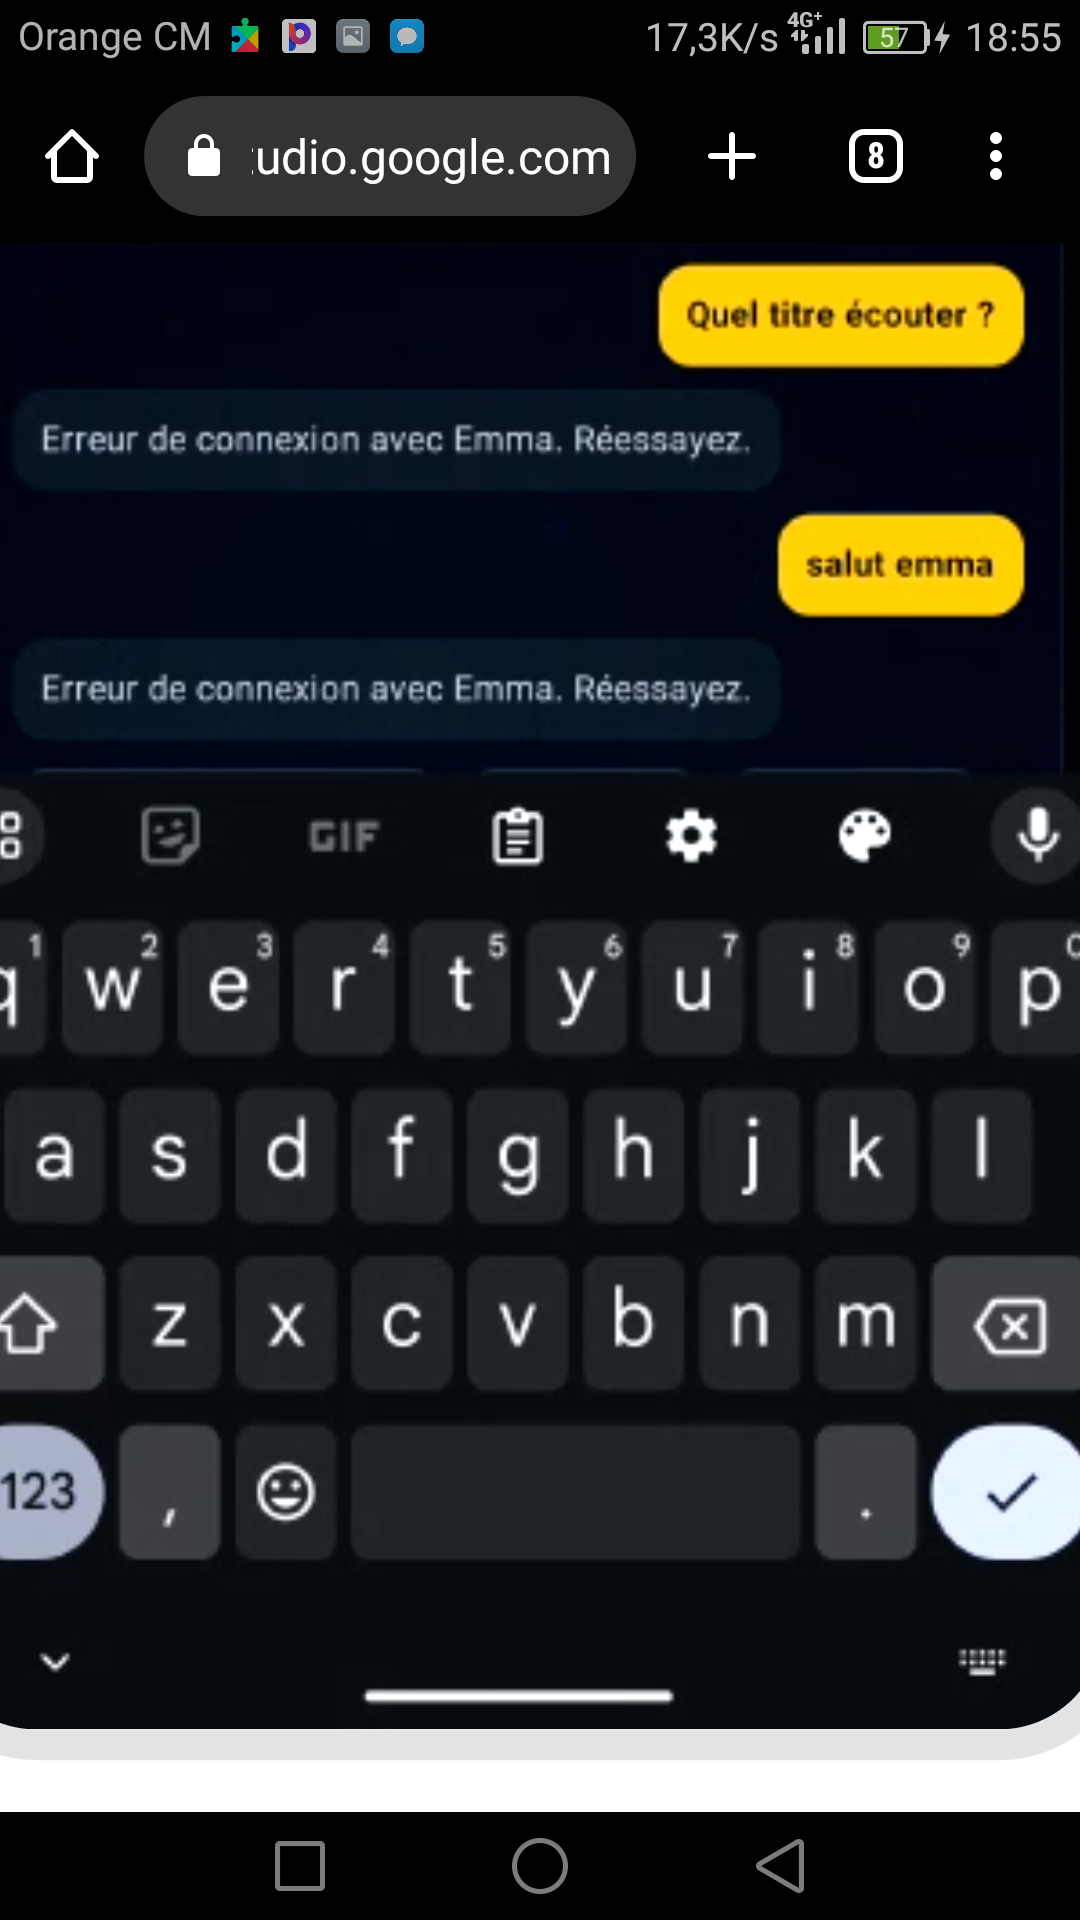 Orange CM 17,3K/s 4G+ 57 18:55
tudio.google.com 8
Quel titre écouter ?
Erreur de connexion avec Emma. Réessayez.
salut emma
Erreur de connexion avec Emma. Réessayez.
GIF
1 2 3 4 5 6 7 8 9 0
q w e r t y u i o p
a s d f g h j k l
z x c v b n m
123 , .